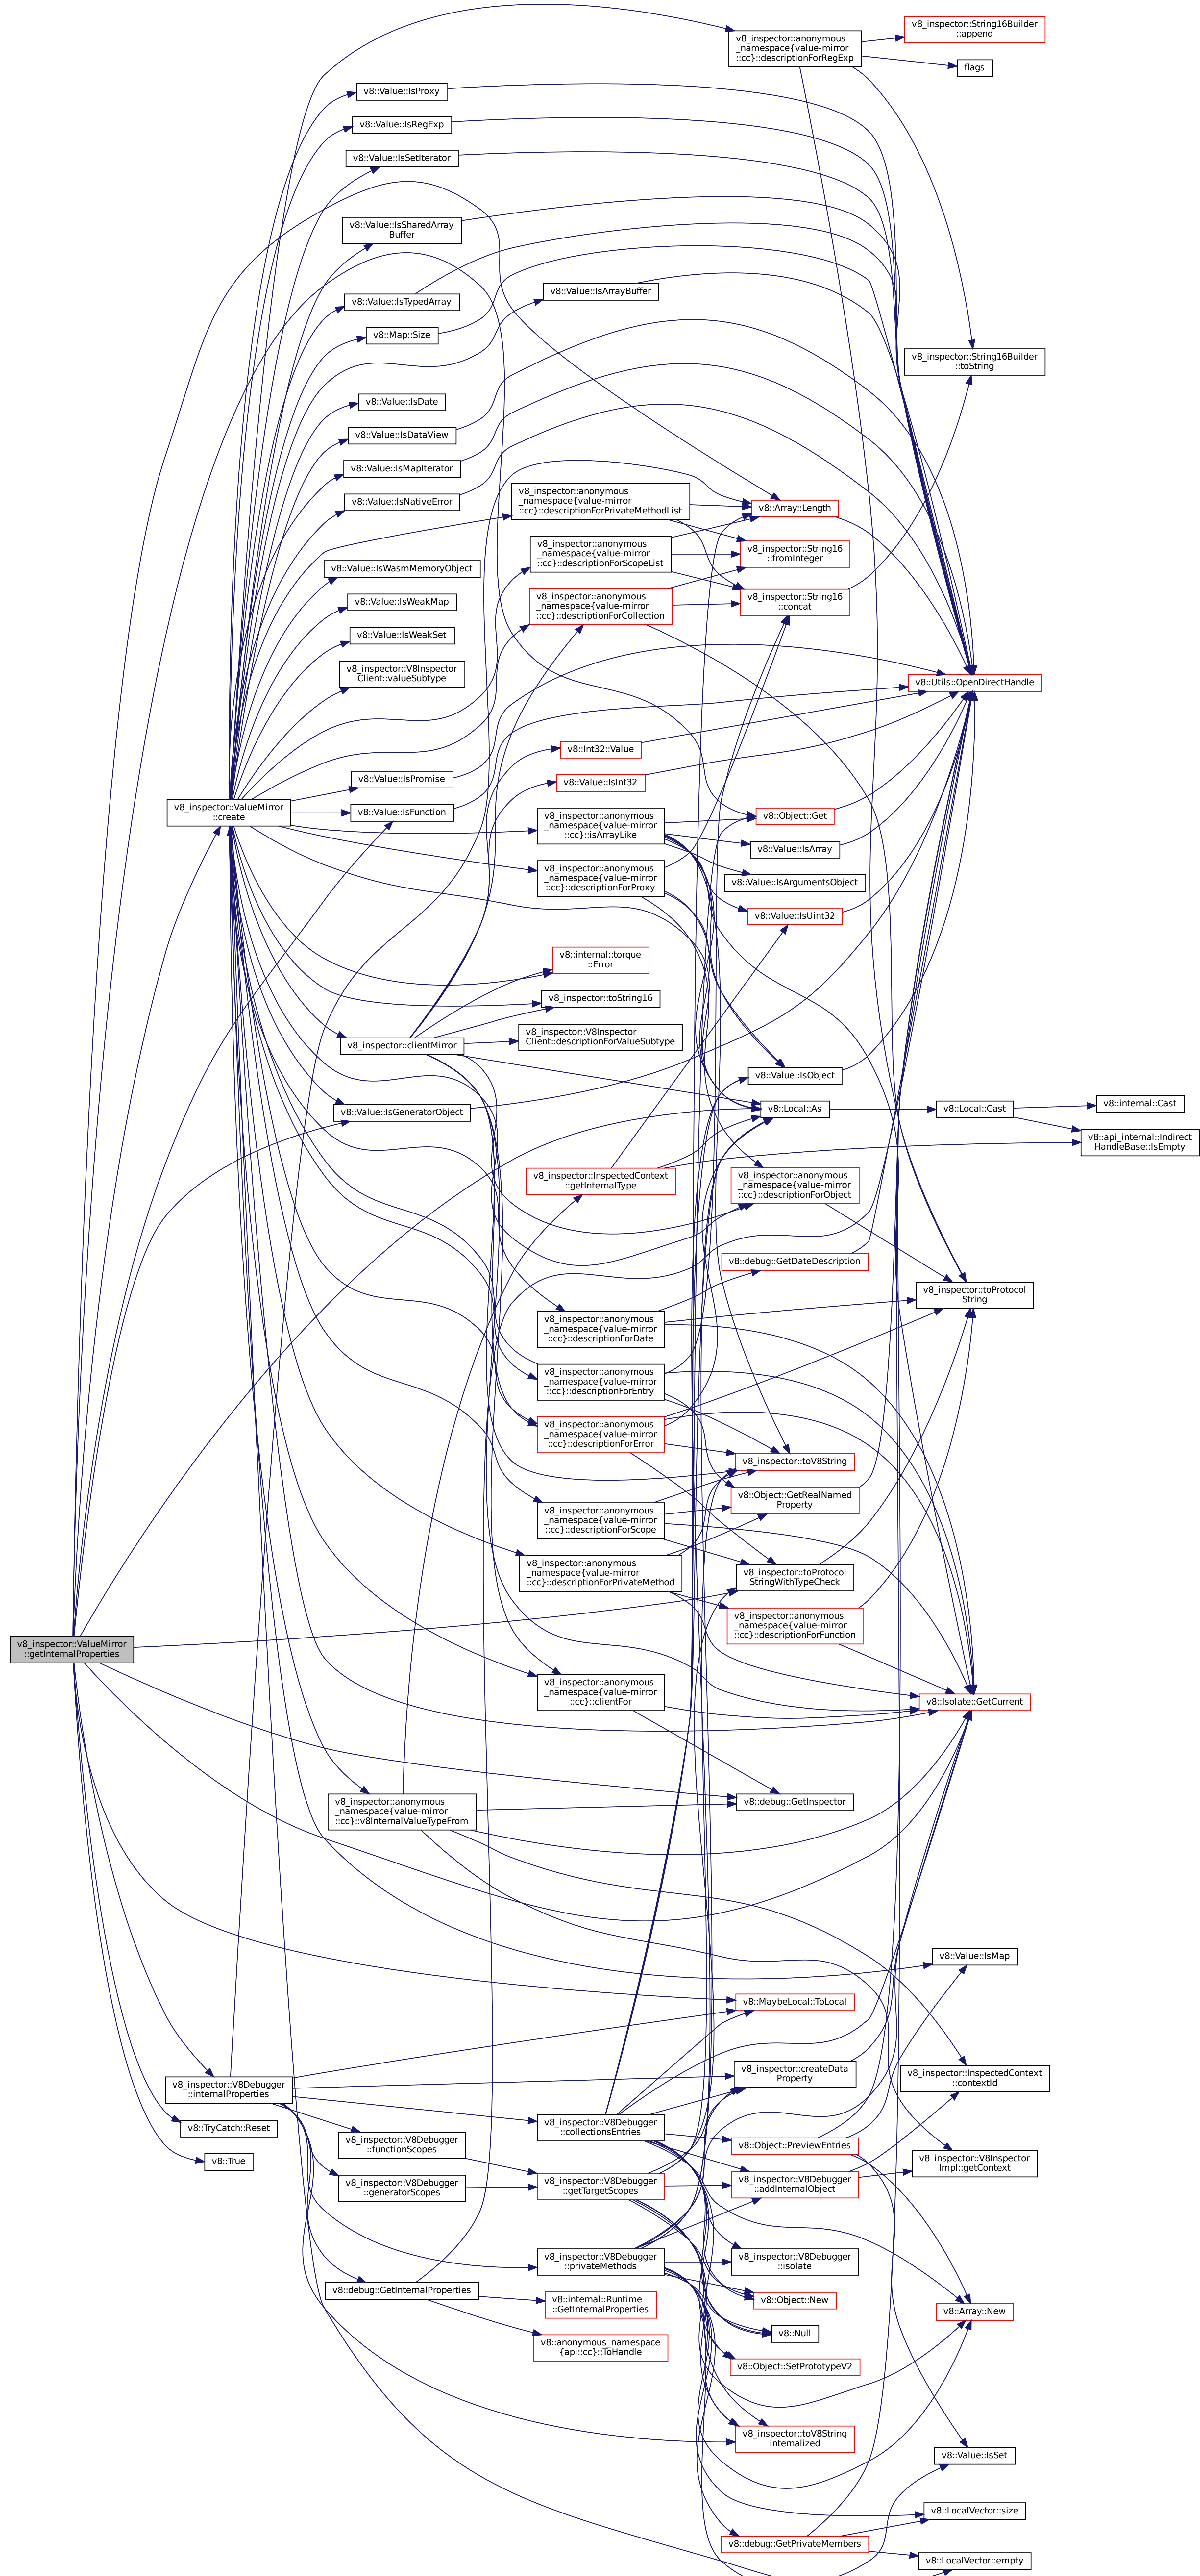 v8_inspector::anonymous
_namespace{value-mirror
::cc}::descriptionForRegExp
v8_inspector::String16Builder
::append
flags
v8::Value::IsProxy
v8::Value::IsRegExp
v8::Value::IsSetIterator
v8::Value::IsSharedArray
Buffer
v8::Value::IsTypedArray
v8::Value::IsArrayBuffer
v8::Map::Size
v8_inspector::String16Builder
::toString
v8::Value::IsDate
v8::Value::IsDataView
v8::Value::IsMapIterator
v8::Value::IsNativeError
v8_inspector::anonymous
_namespace{value-mirror
::cc}::descriptionForPrivateMethodList
v8::Array::Length
v8_inspector::anonymous
_namespace{value-mirror
::cc}::descriptionForScopeList
v8_inspector::String16
::fromInteger
v8::Value::IsWasmMemoryObject
v8::Value::IsWeakMap
v8_inspector::anonymous
_namespace{value-mirror
::cc}::descriptionForCollection
v8_inspector::String16
::concat
v8::Value::IsWeakSet
v8_inspector::V8Inspector
Client::valueSubtype
v8::Utils::OpenDirectHandle
v8::Int32::Value
v8::Value::IsPromise
v8::Value::IsInt32
v8_inspector::ValueMirror
::create
v8::Value::IsFunction
v8_inspector::anonymous
_namespace{value-mirror
::cc}::isArrayLike
v8::Object::Get
v8::Value::IsArray
v8_inspector::anonymous
_namespace{value-mirror
::cc}::descriptionForProxy
v8::Value::IsArgumentsObject
v8::Value::IsUint32
v8::internal::torque
::Error
v8_inspector::toString16
v8_inspector::clientMirror
v8_inspector::V8Inspector
Client::descriptionForValueSubtype
v8::Value::IsObject
v8::Value::IsGeneratorObject
v8::Local::As
v8::Local::Cast
v8::internal::Cast
v8::api_internal::Indirect
HandleBase::IsEmpty
v8_inspector::InspectedContext
::getInternalType
v8_inspector::anonymous
_namespace{value-mirror
::cc}::descriptionForObject
v8::debug::GetDateDescription
v8_inspector::toProtocol
String
v8_inspector::anonymous
_namespace{value-mirror
::cc}::descriptionForDate
v8_inspector::anonymous
_namespace{value-mirror
::cc}::descriptionForEntry
v8_inspector::anonymous
_namespace{value-mirror
::cc}::descriptionForError
v8_inspector::toV8String
v8::Object::GetRealNamed
Property
v8_inspector::anonymous
_namespace{value-mirror
::cc}::descriptionForScope
v8_inspector::anonymous
_namespace{value-mirror
::cc}::descriptionForPrivateMethod
v8_inspector::toProtocol
StringWithTypeCheck
v8_inspector::anonymous
_namespace{value-mirror
::cc}::descriptionForFunction
v8_inspector::ValueMirror
::getInternalProperties
v8_inspector::anonymous
_namespace{value-mirror
::cc}::clientFor
v8::Isolate::GetCurrent
v8_inspector::anonymous
_namespace{value-mirror
::cc}::v8InternalValueTypeFrom
v8::debug::GetInspector
v8::Value::IsMap
v8::MaybeLocal::ToLocal
v8_inspector::V8Debugger
::internalProperties
v8_inspector::createData
Property
v8_inspector::InspectedContext
::contextId
v8::TryCatch::Reset
v8_inspector::V8Debugger
::collectionsEntries
v8_inspector::V8Debugger
::functionScopes
v8::Object::PreviewEntries
v8::True
v8_inspector::V8Inspector
Impl::getContext
v8_inspector::V8Debugger
::generatorScopes
v8_inspector::V8Debugger
::getTargetScopes
v8_inspector::V8Debugger
::addInternalObject
v8_inspector::V8Debugger
::privateMethods
v8_inspector::V8Debugger
::isolate
v8::debug::GetInternalProperties
v8::Object::New
v8::internal::Runtime
::GetInternalProperties
v8::Array::New
v8::Null
v8::anonymous_namespace
{api::cc}::ToHandle
v8::Object::SetPrototypeV2
v8_inspector::toV8String
Internalized
v8::Value::IsSet
v8::LocalVector::size
v8::debug::GetPrivateMembers
v8::LocalVector::empty